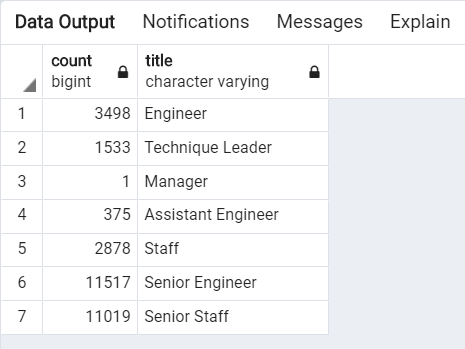 Data Output Notifications Messages Explain
count title
bigint character varying
1 3498 Engineer
2 1533 Technique Leader
3 1 Manager
4 375 Assistant Engineer
5 2878 Staff
6 11517 Senior Engineer
7 11019 Senior Staff